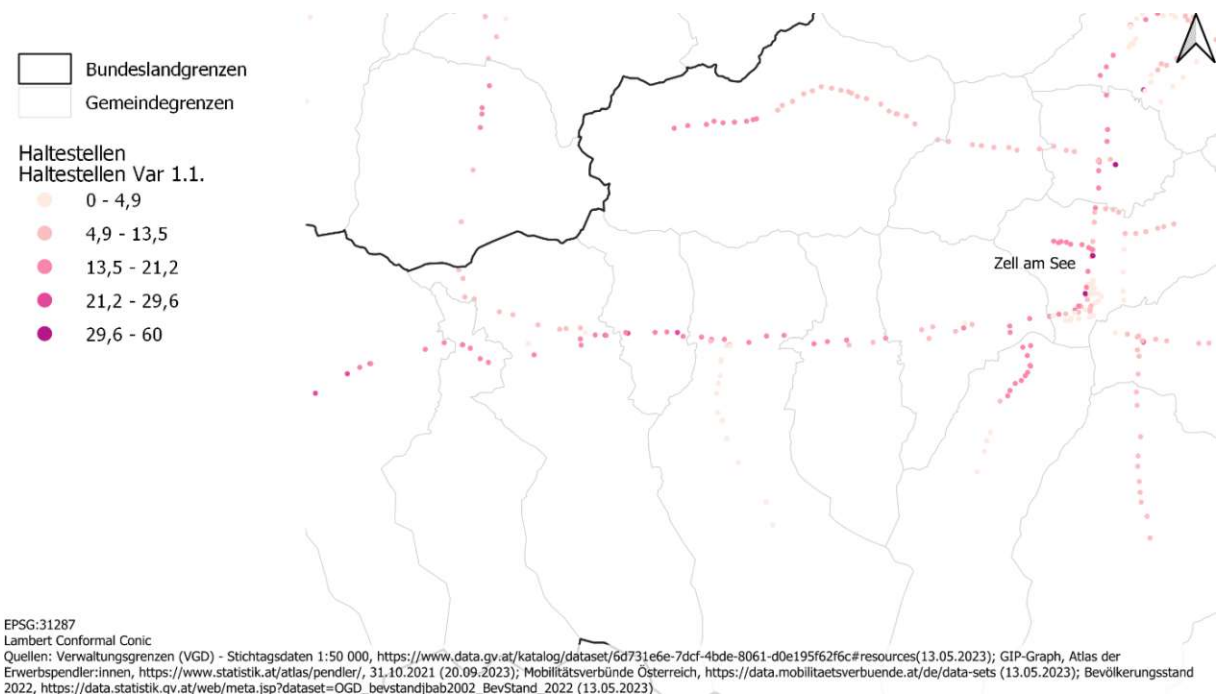 Bundeslandgrenzen
Gemeindegrenzen
Haltestellen
Haltestellen Var 1.1.
0 - 4,9
4,9 - 13,5
13,5 - 21,2
21,2 - 29,6
29,6 - 60
Zell am See
EPSG:31287
Lambert Conformal Conic
Quellen: Verwaltungsgrenzen (VGD) - Stichtagsdaten 1:50 000, https://www.data.gv.at/katalog/dataset/6d731e6e-7dcf-4bde-8061-d0e195f62f6c#resources(13.05.2023); GIP-Graph, Atlas der
Erwerbspendler:innen, https://www.statistik.at/atlas/pendler/, 31.10.2021 (20.09.2023); Mobilitätsverbünde Österreich, https://data.mobilitaetsverbuende.at/de/data-sets (13.05.2023); Bevölkerungsstand
2022, https://data.statistik.gv.at/web/meta.jsp?dataset=OGD_bevstandjbab2002_BevStand_2022 (13.05.2023)